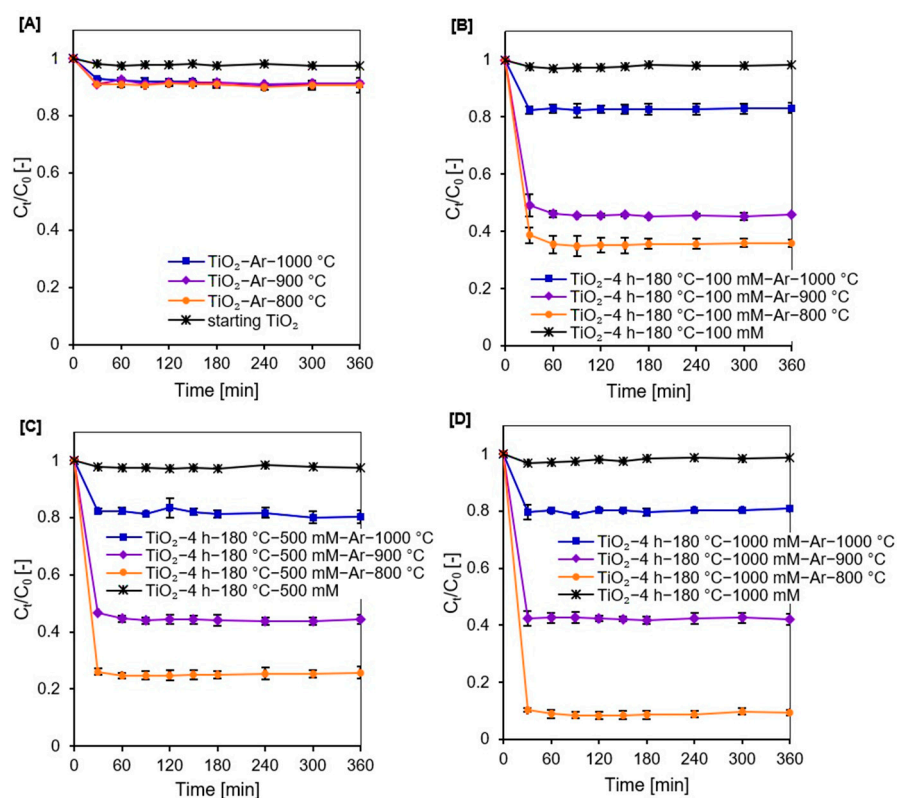 [A]
1
0.8
0.6
0.4
0.2
0
Cₜ/C₀ [-]
TiO₂–Ar–1000 °C
TiO₂–Ar–900 °C
TiO₂–Ar–800 °C
starting TiO₂
0 60 120 180 240 300 360
Time [min]
[B]
1
0.8
0.6
0.4
0.2
0
Cₜ/C₀ [-]
TiO₂–4 h–180 °C–100 mM–Ar–1000 °C
TiO₂–4 h–180 °C–100 mM–Ar–900 °C
TiO₂–4 h–180 °C–100 mM–Ar–800 °C
TiO₂–4 h–180 °C–100 mM
0 60 120 180 240 300 360
Time [min]
[C]
1
0.8
0.6
0.4
0.2
0
Cₜ/C₀ [-]
TiO₂–4 h–180 °C–500 mM–Ar–1000 °C
TiO₂–4 h–180 °C–500 mM–Ar–900 °C
TiO₂–4 h–180 °C–500 mM–Ar–800 °C
TiO₂–4 h–180 °C–500 mM
0 60 120 180 240 300 360
Time [min]
[D]
1
0.8
0.6
0.4
0.2
0
Cₜ/C₀ [-]
TiO₂–4 h–180 °C–1000 mM–Ar–1000 °C
TiO₂–4 h–180 °C–1000 mM–Ar–900 °C
TiO₂–4 h–180 °C–1000 mM–Ar–800 °C
TiO₂–4 h–180 °C–1000 mM
0 60 120 180 240 300 360
Time [min]